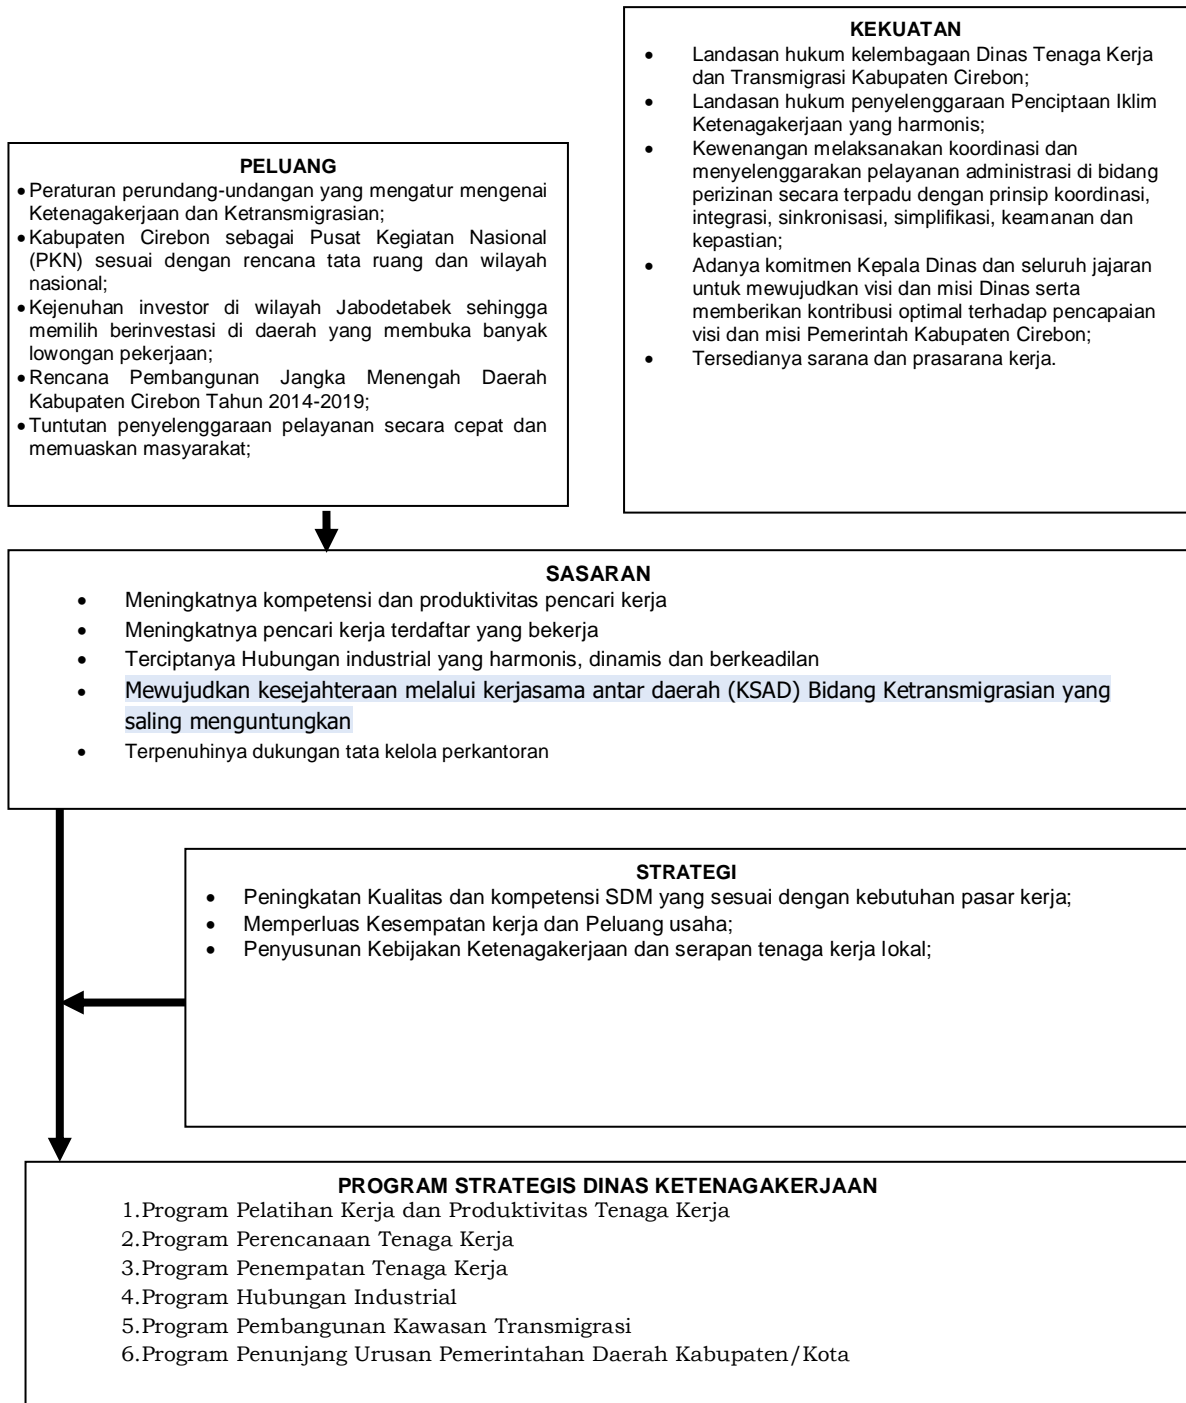 KEKUATAN
• Landasan hukum kelembagaan Dinas Tenaga Kerja
dan Transmigrasi Kabupaten Cirebon;
• Landasan hukum penyelenggaraan Penciptaan Iklim
Ketenagakerjaan yang harmonis;
• Kewenangan melaksanakan koordinasi dan
menyelenggarakan pelayanan administrasi di bidang
perizinan secara terpadu dengan prinsip koordinasi,
integrasi, sinkronisasi, simplifikasi, keamanan dan
kepastian;
• Adanya komitmen Kepala Dinas dan seluruh jajaran
untuk mewujudkan visi dan misi Dinas serta
memberikan kontribusi optimal terhadap pencapaian
visi dan misi Pemerintah Kabupaten Cirebon;
• Tersedianya sarana dan prasarana kerja.
PELUANG
• Peraturan perundang-undangan yang mengatur mengenai
Ketenagakerjaan dan Ketransmigrasian;
• Kabupaten Cirebon sebagai Pusat Kegiatan Nasional
(PKN) sesuai dengan rencana tata ruang dan wilayah
nasional;
• Kejenuhan investor di wilayah Jabodetabek sehingga
memilih berinvestasi di daerah yang membuka banyak
lowongan pekerjaan;
• Rencana Pembangunan Jangka Menengah Daerah
Kabupaten Cirebon Tahun 2014-2019;
• Tuntutan penyelenggaraan pelayanan secara cepat dan
memuaskan masyarakat;
SASARAN
• Meningkatnya kompetensi dan produktivitas pencari kerja
• Meningkatnya pencari kerja terdaftar yang bekerja
• Terciptanya Hubungan industrial yang harmonis, dinamis dan berkeadilan
• Mewujudkan kesejahteraan melalui kerjasama antar daerah (KSAD) Bidang Ketransmigrasian yang
saling menguntungkan
• Terpenuhinya dukungan tata kelola perkantoran
STRATEGI
• Peningkatan Kualitas dan kompetensi SDM yang sesuai dengan kebutuhan pasar kerja;
• Memperluas Kesempatan kerja dan Peluang usaha;
• Penyusunan Kebijakan Ketenagakerjaan dan serapan tenaga kerja lokal;
PROGRAM STRATEGIS DINAS KETENAGAKERJAAN
1.Program Pelatihan Kerja dan Produktivitas Tenaga Kerja
2.Program Perencanaan Tenaga Kerja
3.Program Penempatan Tenaga Kerja
4.Program Hubungan Industrial
5.Program Pembangunan Kawasan Transmigrasi
6.Program Penunjang Urusan Pemerintahan Daerah Kabupaten/Kota